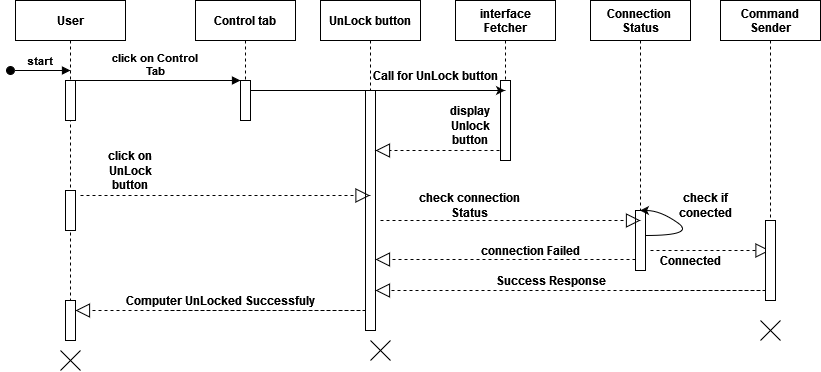 User
Control tab
UnLock button
interface
Fetcher
Connection
Status
Command
Sender
start
click on Control
Tab
Call for UnLock button
display
Unlock
button
click on
UnLock
button
check connection
Status
check if
conected
connection Failed
Connected
Success Response
Computer UnLocked Successfuly